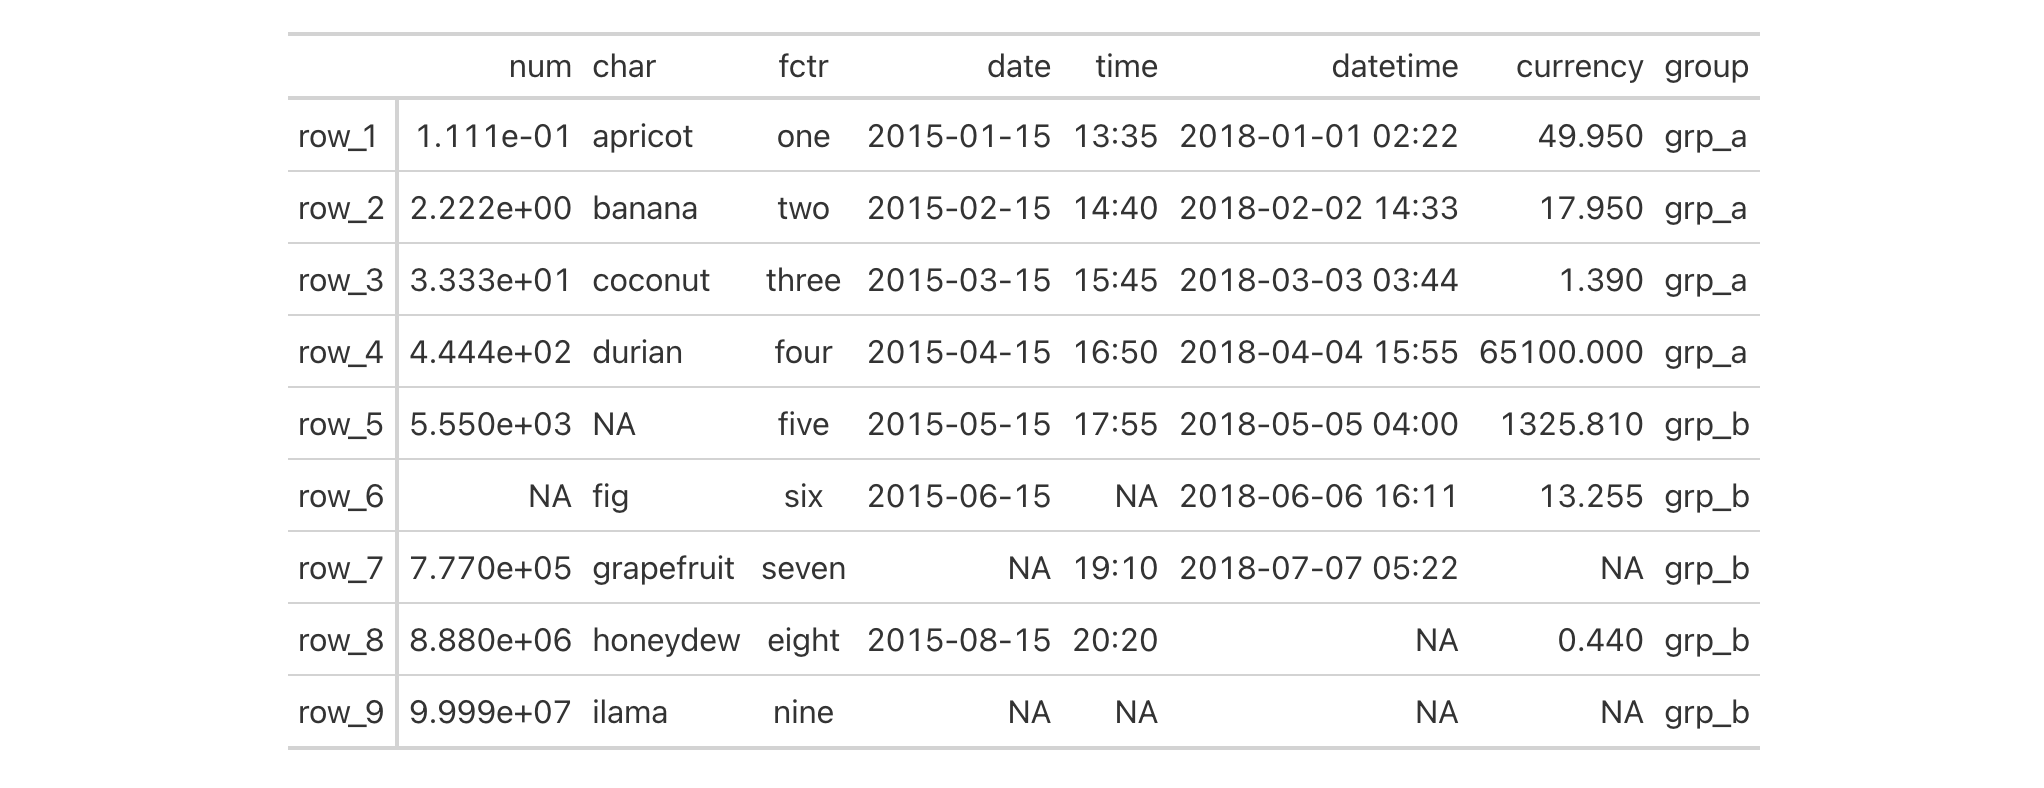 num char fctr date time datetime currency group
row_1 1.111e-01 apricot one 2015-01-15 13:35 2018-01-01 02:22 49.950 grp_a
row_2 2.222e+00 banana two 2015-02-15 14:40 2018-02-02 14:33 17.950 grp_a
row_3 3.333e+01 coconut three 2015-03-15 15:45 2018-03-03 03:44 1.390 grp_a
row_4 4.444e+02 durian four 2015-04-15 16:50 2018-04-04 15:55 65100.000 grp_a
row_5 5.550e+03 NA five 2015-05-15 17:55 2018-05-05 04:00 1325.810 grp_b
row_6 NA fig six 2015-06-15 NA 2018-06-06 16:11 13.255 grp_b
row_7 7.770e+05 grapefruit seven NA 19:10 2018-07-07 05:22 NA grp_b
row_8 8.880e+06 honeydew eight 2015-08-15 20:20 NA 0.440 grp_b
row_9 9.999e+07 ilama nine NA NA NA NA grp_b